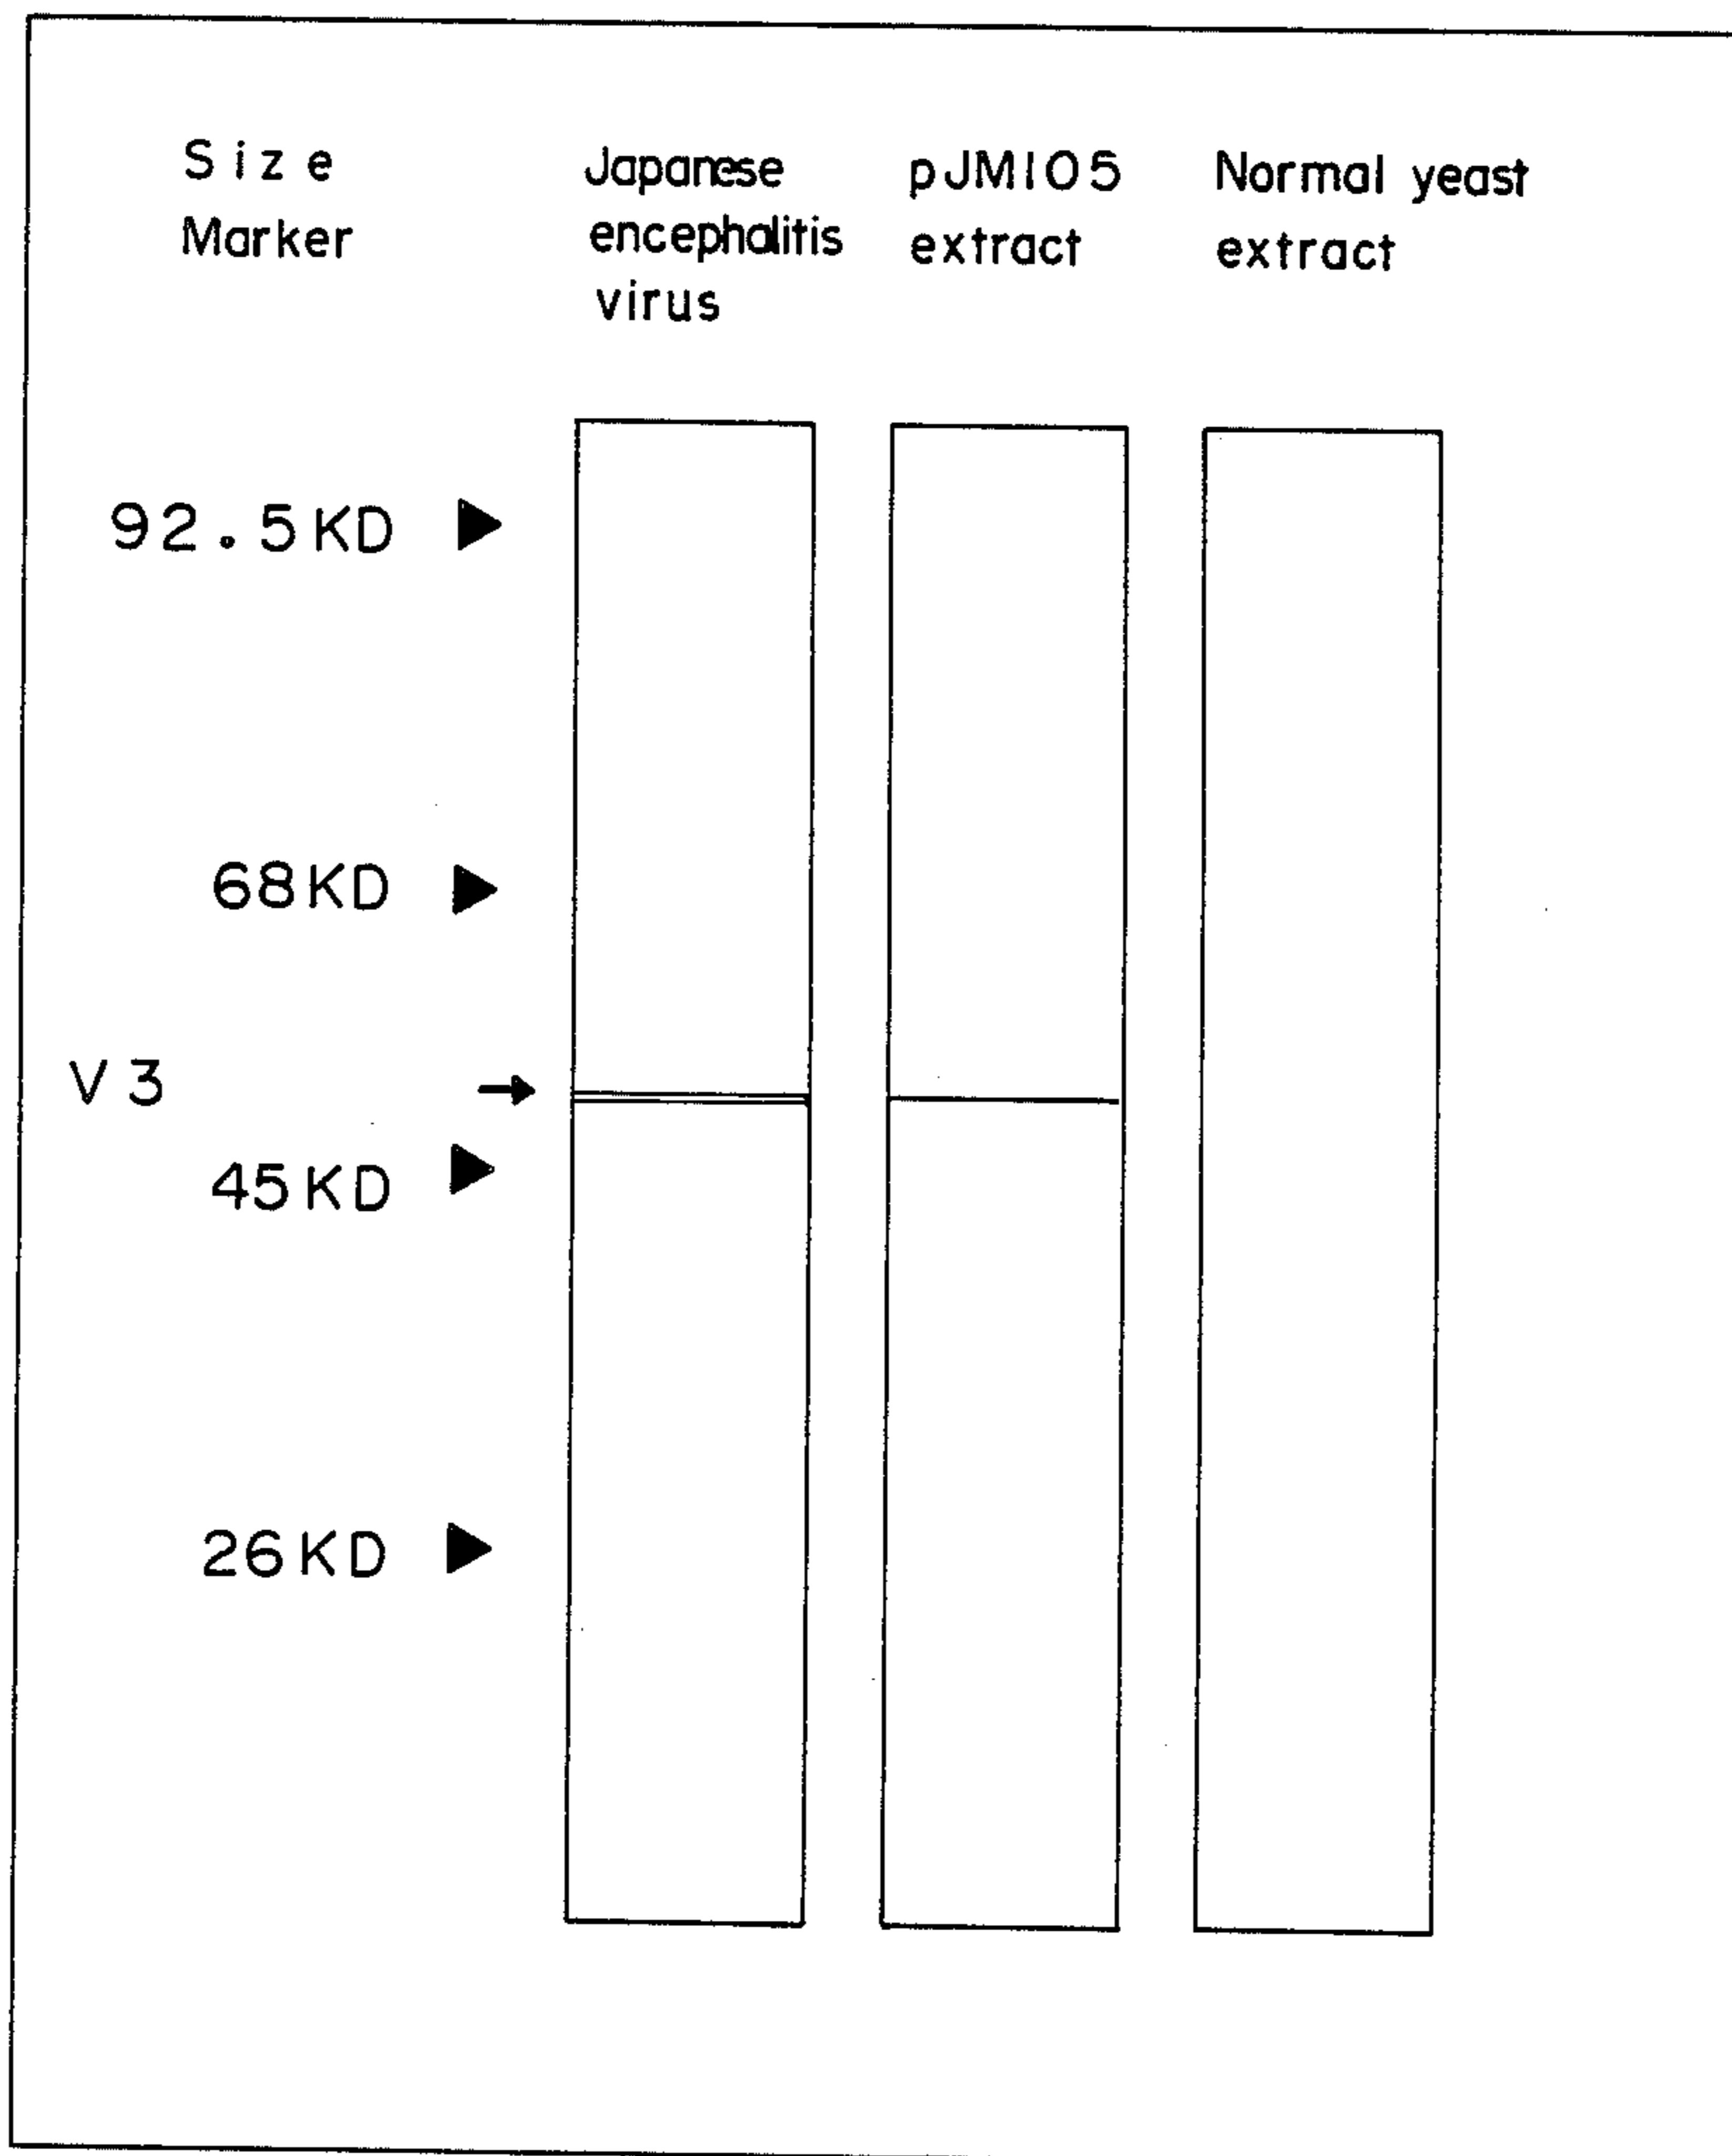 Size
Marker
Japanese
encephalitis
virus
pJM105
extract
Normal yeast
extract
92.5KD
68KD
V3
45KD
26KD